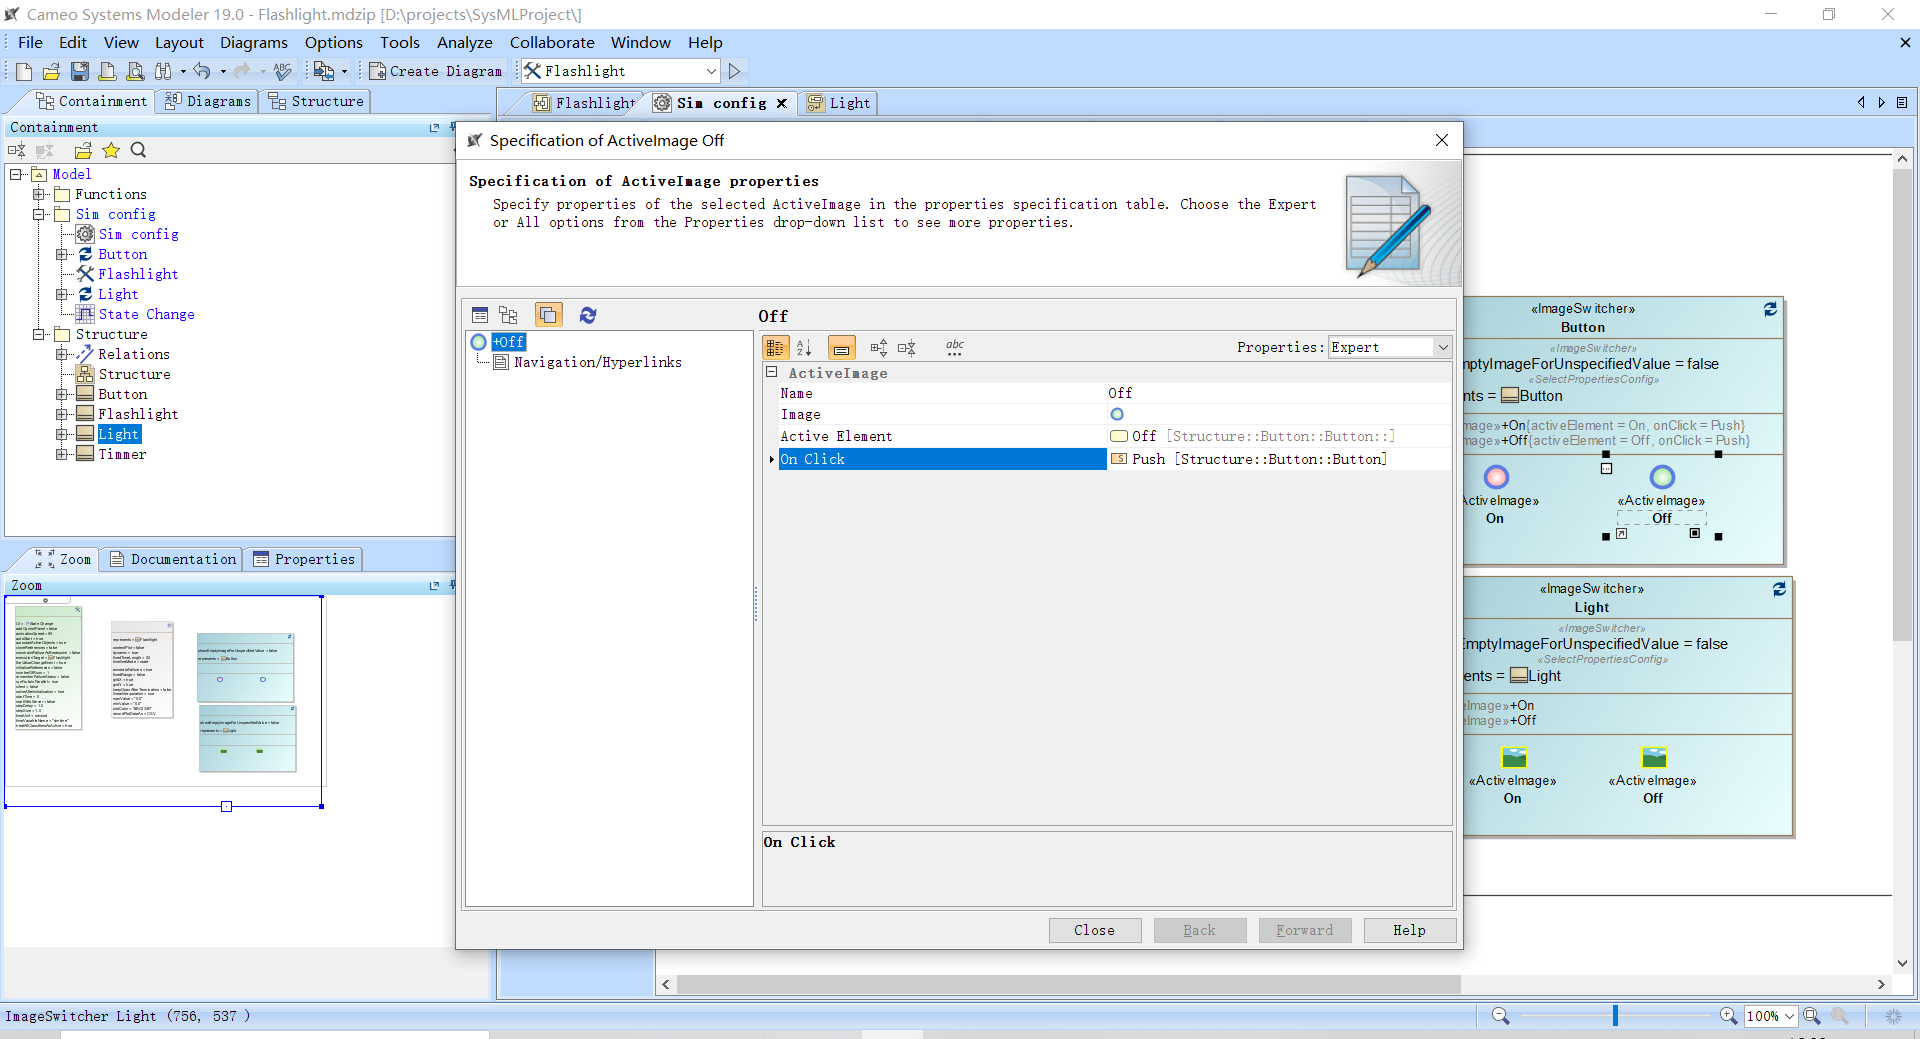 Cameo Systems Modeler 19.0 - Flashlight.mdzip [D:\projects\SysMLProject\]
File Edit View Layout Diagrams Options Tools Analyze Collaborate Window Help
Create Diagram Flashlight
Containment Diagrams Structure
Flashlight Sim config Light
Containment
Model
Functions
Sim config
Sim config
Button
Flashlight
Light
State Change
Structure
Relations
Structure
Button
Flashlight
Light
Timmer
Zoom Documentation Properties
Zoom
Specification of ActiveImage Off
Specification of ActiveImage properties
Specify properties of the selected ActiveImage in the properties specification table. Choose the Expert
or All options from the Properties drop-down list to see more properties.
+Off
Navigation/Hyperlinks
Off
Properties: Expert
ActiveImage
Name Off
Image
Active Element Off [Structure::Button::Button::]
On Click Push [Structure::Button::Button]
On Click
Close Back Forward Help
«ImageSwitcher»
Button
«ImageSwitcher»
mptyImageForUnspecifiedValue = false
«SelectPropertiesConfig»
nts = Button
mage»+On{activeElement = On, onClick = Push}
mage»+Off{activeElement = Off, onClick = Push}
ActiveImage» «ActiveImage»
On Off
«ImageSwitcher»
Light
«ImageSwitcher»
EmptyImageForUnspecifiedValue = false
«SelectPropertiesConfig»
ents = Light
eImage»+On
eImage»+Off
«ActiveImage» «ActiveImage»
On Off
ImageSwitcher Light (756, 537 )
100%